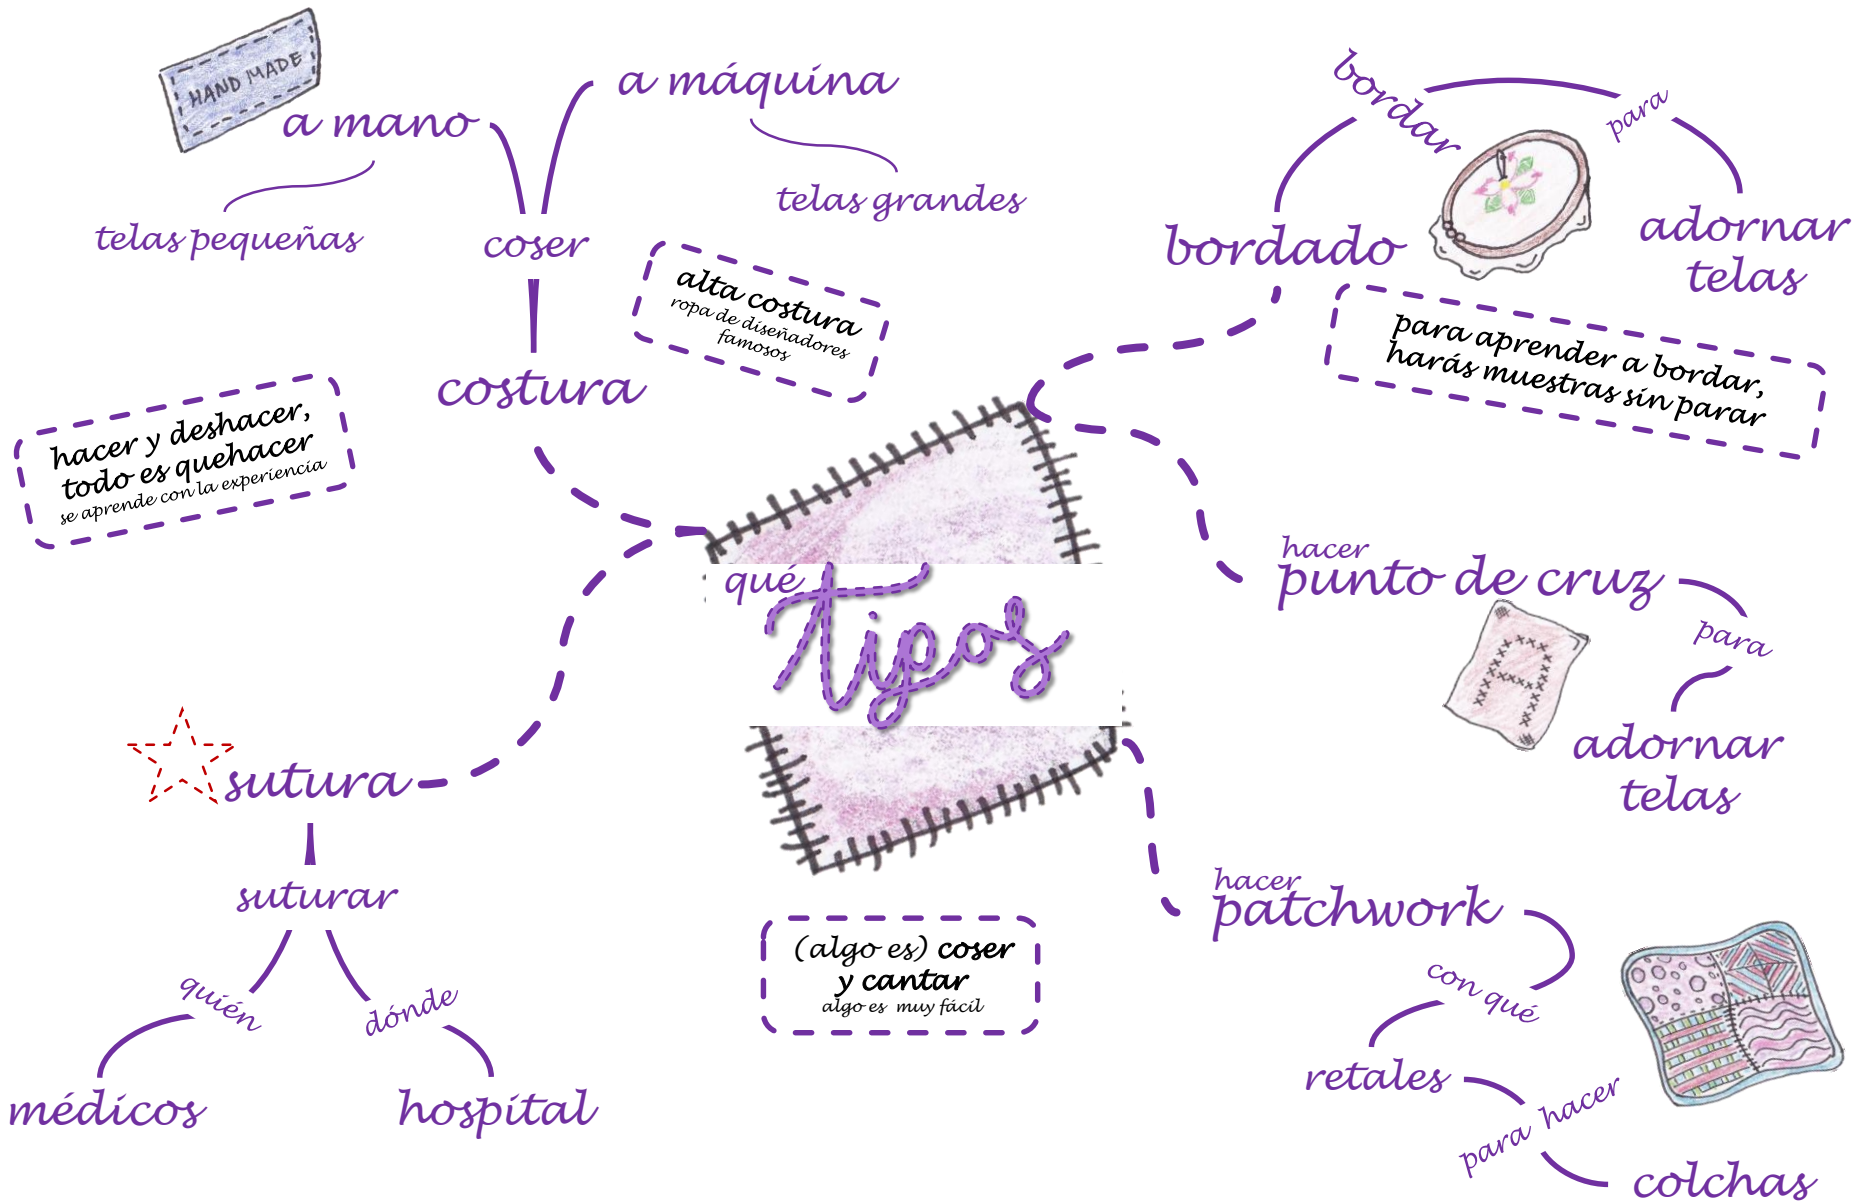 HAND MADE
a mano
a máquina
telas pequeñas
coser
telas grandes
costura
alta costura
ropa de diseñadores
famosos
hacer y deshacer,
todo es quehacer
se aprende con la experiencia
qué
Tipos
sutura
suturar
quién
dónde
médicos
hospital
(algo es) coser
y cantar
algo es muy fácil
bordar
para
bordado
adornar
telas
para aprender a bordar,
harás muestras sin parar
hacer
punto de cruz
A
para
adornar
telas
hacer
patchwork
con qué
retales
para hacer
colchas